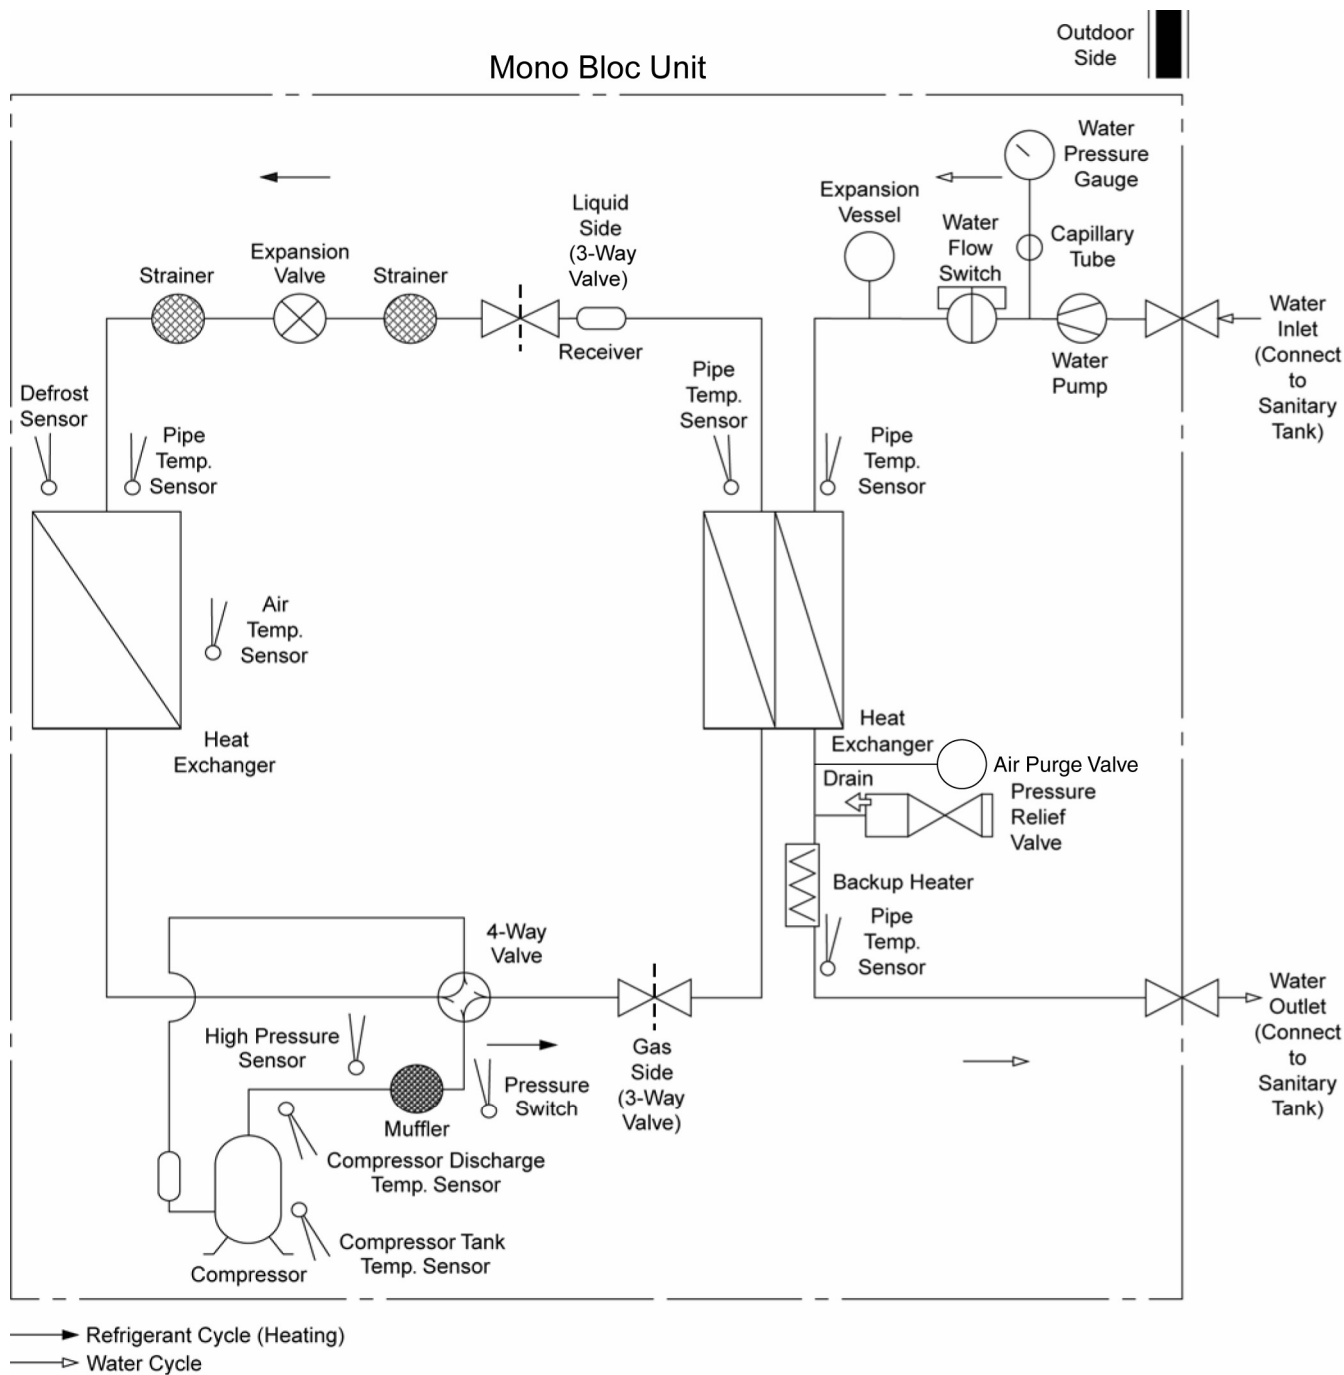 Outdoor
Side
Mono Bloc Unit
Water
Pressure
Gauge
Expansion
Vessel
Water
Flow
Switch
Capillary
Tube
Liquid
Side
(3-Way
Valve)
Strainer
Expansion
Valve
Strainer
Receiver
Water
Pump
Water
Inlet
(Connect
to
Sanitary
Tank)
Defrost
Sensor
Pipe
Temp.
Sensor
Pipe
Temp.
Sensor
Pipe
Temp.
Sensor
Air
Temp.
Sensor
Heat
Exchanger
Heat
Exchanger
Air Purge Valve
Drain
Pressure
Relief
Valve
Backup Heater
Pipe
Temp.
Sensor
4-Way
Valve
Water
Outlet
(Connect
to
Sanitary
Tank)
High Pressure
Sensor
Gas
Side
(3-Way
Valve)
Pressure
Switch
Muffler
Compressor Discharge
Temp. Sensor
Compressor Tank
Temp. Sensor
Compressor
Refrigerant Cycle (Heating)
Water Cycle